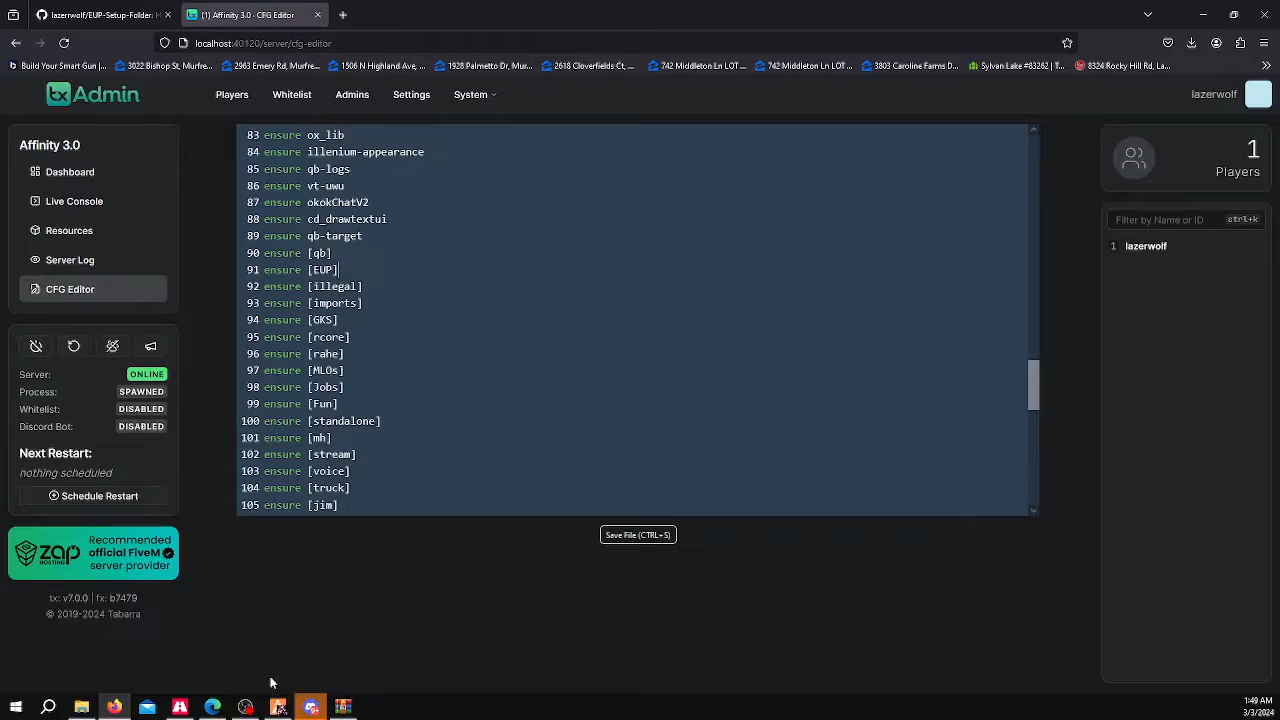 lazerwolf/EUP-Setup-Folder: H
(1) Affinity 3.0 - CFG Editor
localhost:40120/server/cfg-editor
Build Your Smart Gun |...
3022 Bishop St, Murfre...
2963 Emery Rd, Murfre...
1506 N Highland Ave, ...
1928 Palmetto Dr, Mur...
2618 Cloverfields Ct, ...
742 Middleton Ln LOT ...
742 Middleton Ln LOT ...
3803 Caroline Farms D...
Sylvan Lake #83262 | T...
8324 Rocky Hill Rd, La...
tx Admin
Players
Whitelist
Admins
Settings
System
lazerwolf
Affinity 3.0
Dashboard
Live Console
Resources
Server Log
CFG Editor
Server: ONLINE
Process: SPAWNED
Whitelist: DISABLED
Discord Bot: DISABLED
Next Restart:
nothing scheduled
Schedule Restart
ZAP HOSTING
Recommended
official FiveM
server provider
tx: v7.0.0 | fx: b7479
© 2019-2024 Tabarra
83 ensure ox_lib
84 ensure illenium-appearance
85 ensure qb-logs
86 ensure vt-uwu
87 ensure okokChatV2
88 ensure cd_drawtextui
89 ensure qb-target
90 ensure [qb]
91 ensure [EUP]
92 ensure [illegal]
93 ensure [imports]
94 ensure [GKS]
95 ensure [rcore]
96 ensure [rahe]
97 ensure [MLOs]
98 ensure [Jobs]
99 ensure [Fun]
100 ensure [standalone]
101 ensure [mh]
102 ensure [stream]
103 ensure [voice]
104 ensure [truck]
105 ensure [jim]
Save File (CTRL+S)
1
Players
Filter by Name or ID ctrl+k
1 lazerwolf
1:49 AM
3/3/2024